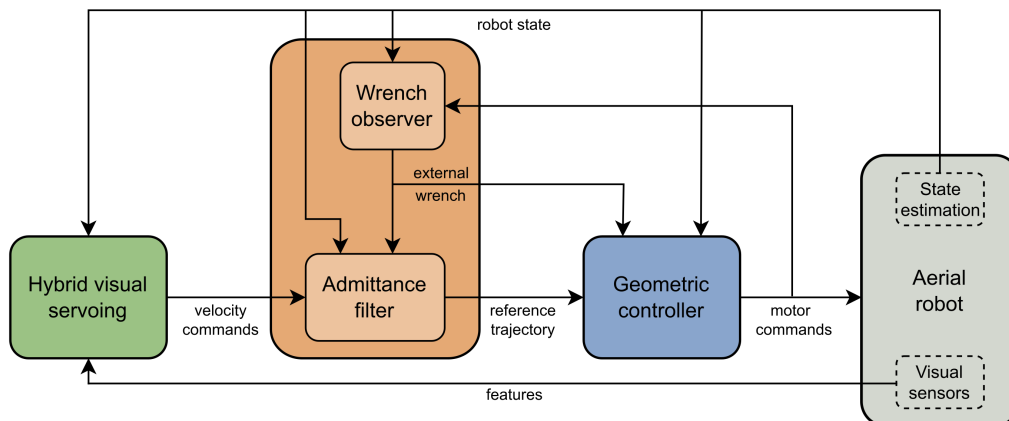 robot state
Wrench
observer
external
wrench
State
estimation
Hybrid visual
servoing
velocity
commands
Admittance
filter
reference
trajectory
Geometric
controller
motor
commands
Aerial
robot
Visual
sensors
features